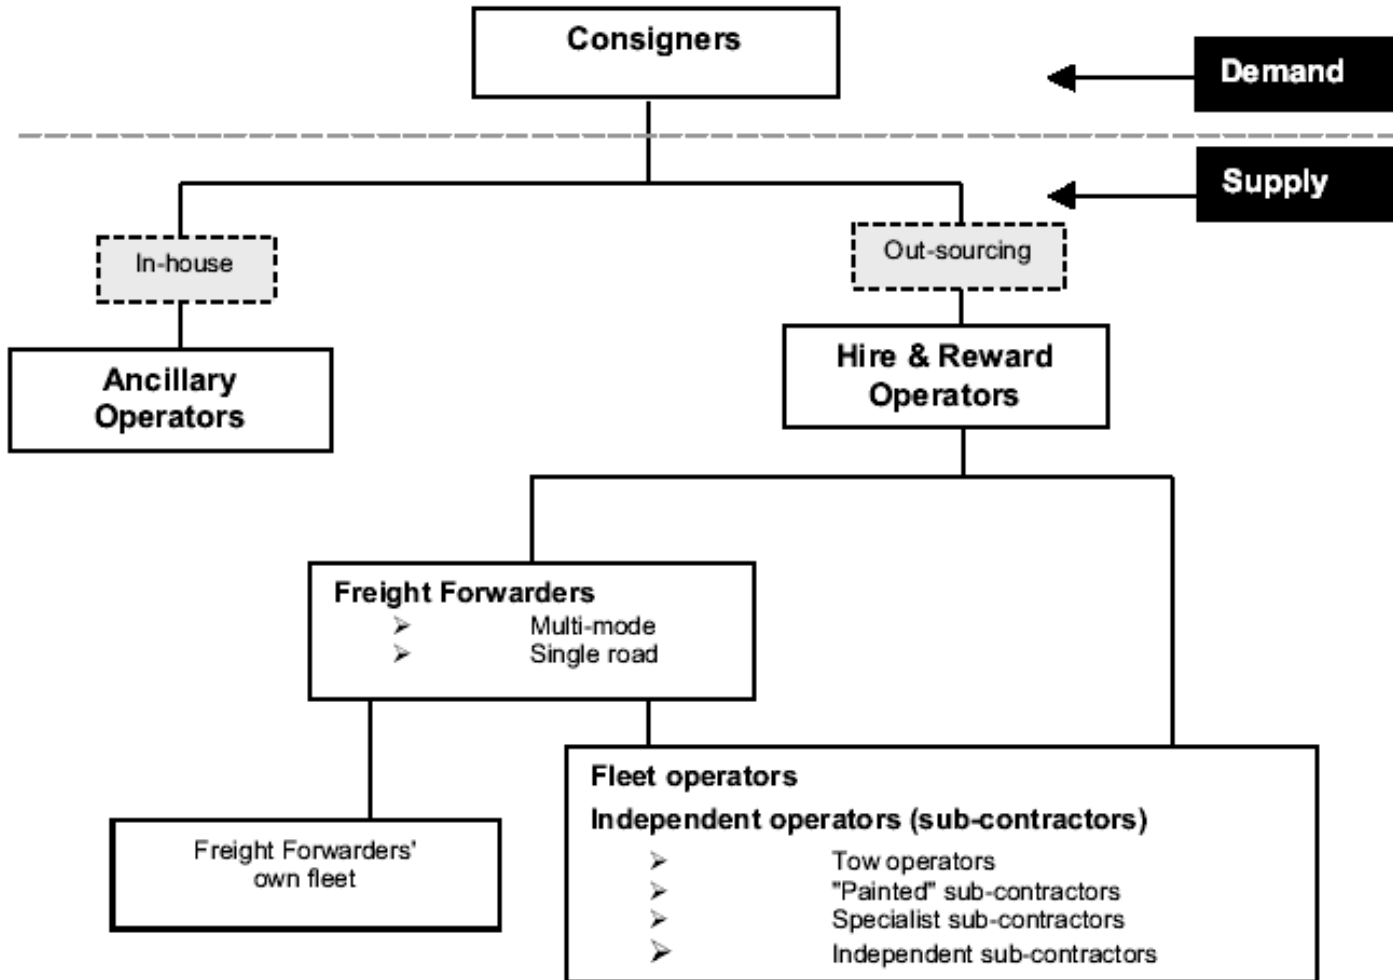 Consigners
Demand
Supply
In-house
Out-sourcing
Ancillary
Operators
Hire & Reward
Operators
Freight Forwarders
➢ Multi-mode
➢ Single road
Freight Forwarders'
own fleet
Fleet operators
Independent operators (sub-contractors)
➢ Tow operators
➢ "Painted" sub-contractors
➢ Specialist sub-contractors
➢ Independent sub-contractors